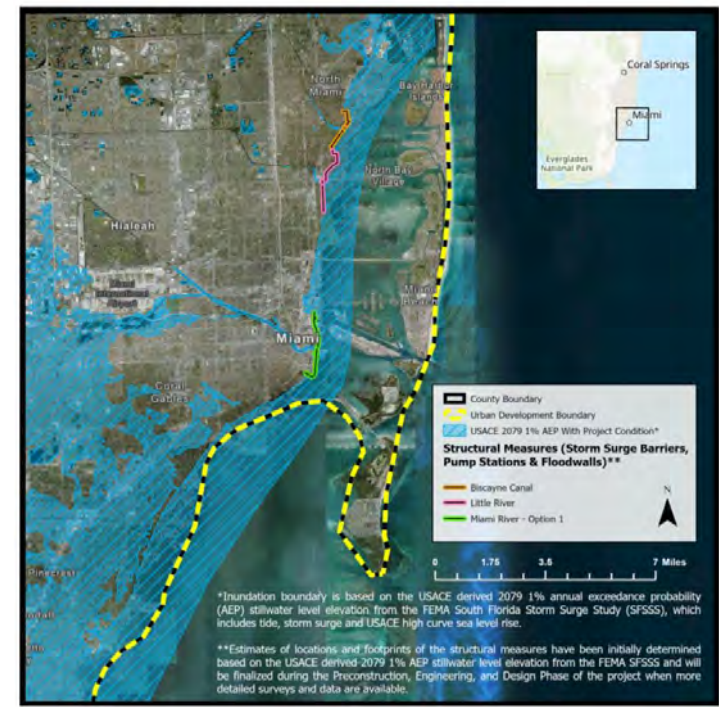 North
Miami
Bay Harbor
Islands
North Bay
Village
Hialeah
Miami
International
Airport
Miami
Beach
Miami
Coral
Gables
Pinecrest
Coral Springs
Miami
Everglades
National Park
County Boundary
Urban Development Boundary
USACE 2079 1% AEP With Project Condition*
Structural Measures (Storm Surge Barriers,
Pump Stations & Floodwalls)**
Biscayne Canal
Little River
Miami River - Option 1
N
0 1.75 3.5 7 Miles
*Inundation boundary is based on the USACE derived 2079 1% annual exceedance probability
(AEP) stillwater level elevation from the FEMA South Florida Storm Surge Study (SFSSS), which
includes tide, storm surge and USACE high curve sea level rise.
**Estimates of locations and footprints of the structural measures have been initially determined
based on the USACE derived-2079 1% AEP stillwater level elevation from the FEMA SFSSS and will
be finalized during the Preconstruction, Engineering, and Design Phase of the project when more
detailed surveys and data are available.